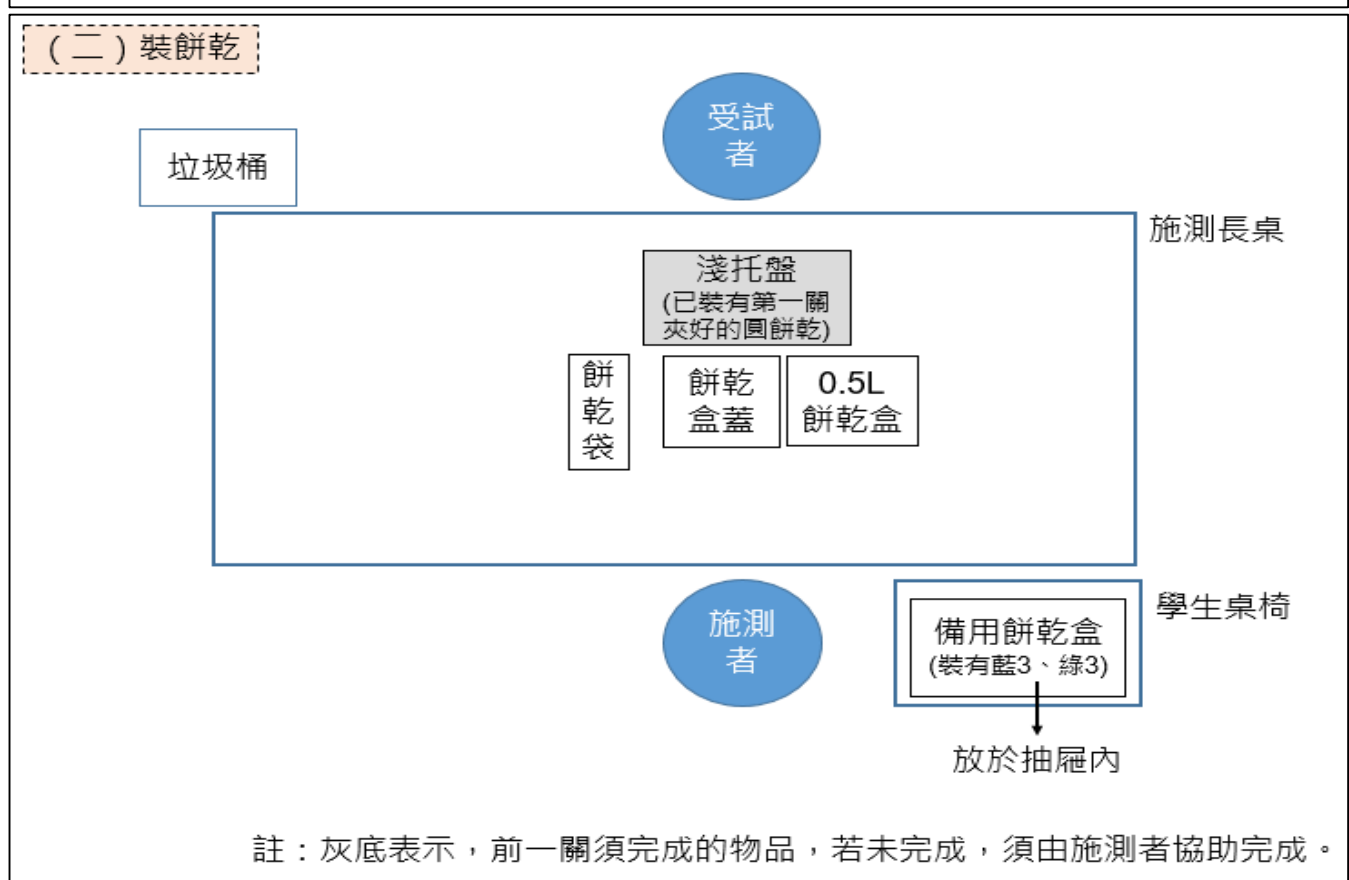 (二)裝餅乾
受試
者
垃圾桶
施測長桌
淺托盤
(已裝有第一關
夾好的圓餅乾)
餅
乾
袋
餅乾
盒蓋
0.5L
餅乾盒
施測
者
學生桌椅
備用餅乾盒
(裝有藍3、綠3)
放於抽屜內
註：灰底表示，前一關須完成的物品，若未完成，須由施測者協助完成。